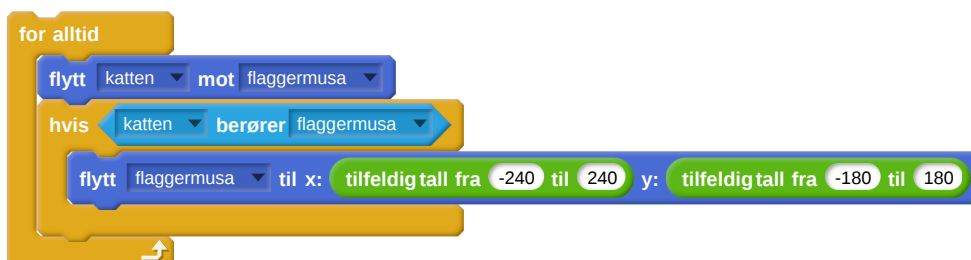 for alltid
flytt katten mot flaggermusa
hvis katten berører flaggermusa
flytt flaggermusa til x: tilfeldig tall fra -240 til 240 y: tilfeldig tall fra -180 til 180